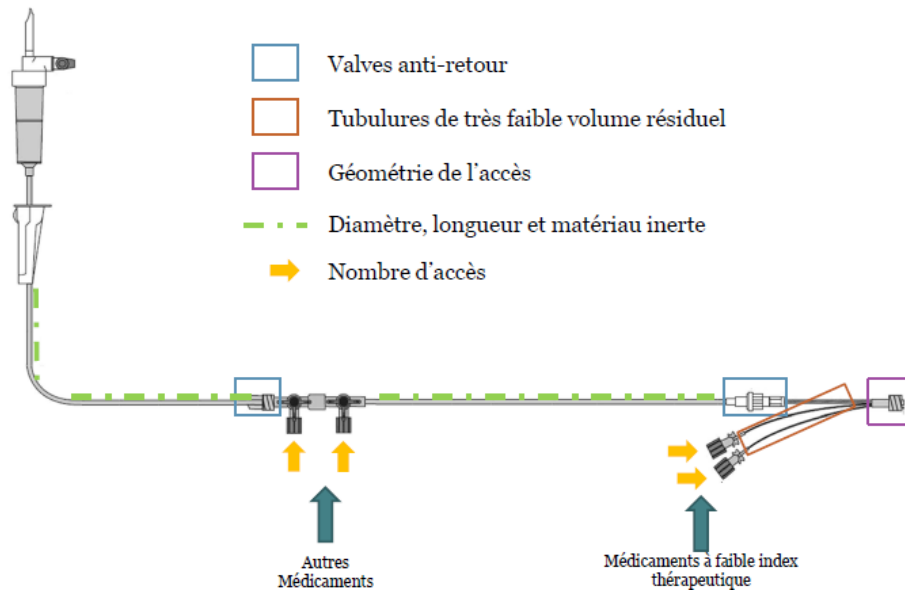 Valves anti-retour
Tubulures de très faible volume résiduel
Géométrie de l'accès
Diamètre, longueur et matériau inerte
Nombre d'accès
Autres
Médicaments
Médicaments à faible index
thérapeutique